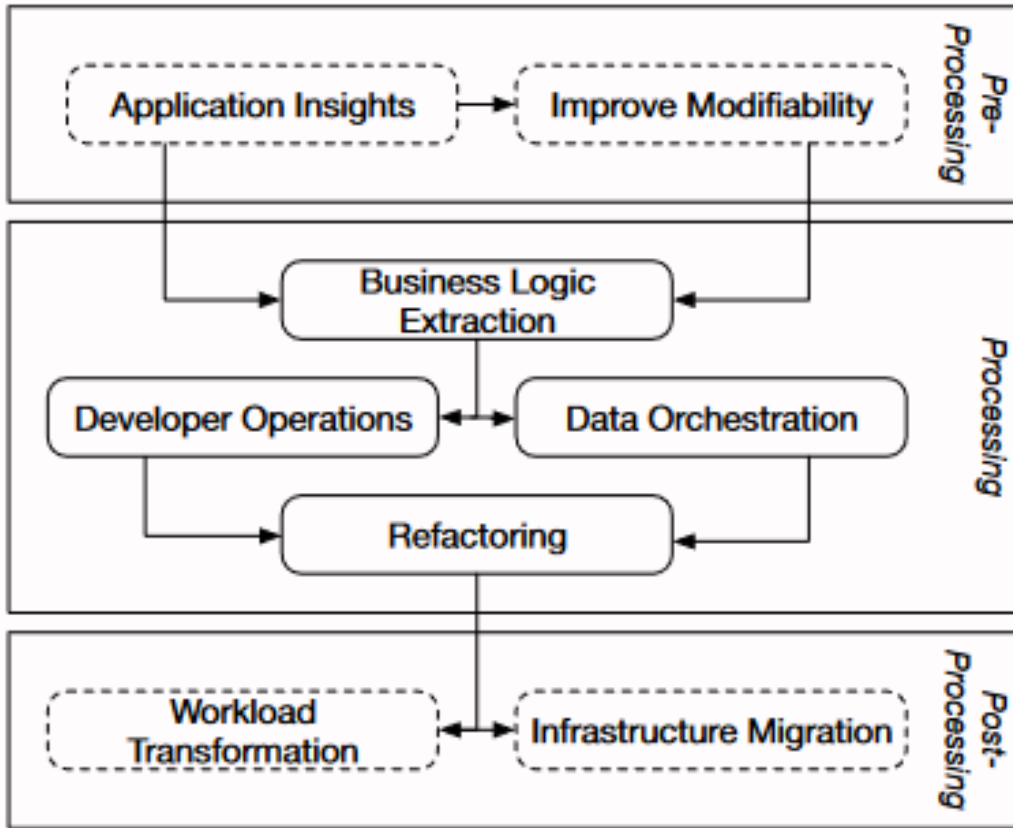 Application Insights
Improve Modifiability
Pre-
Processing
Business Logic
Extraction
Developer Operations
Data Orchestration
Refactoring
Processing
Workload
Transformation
Infrastructure Migration
Post-
Processing